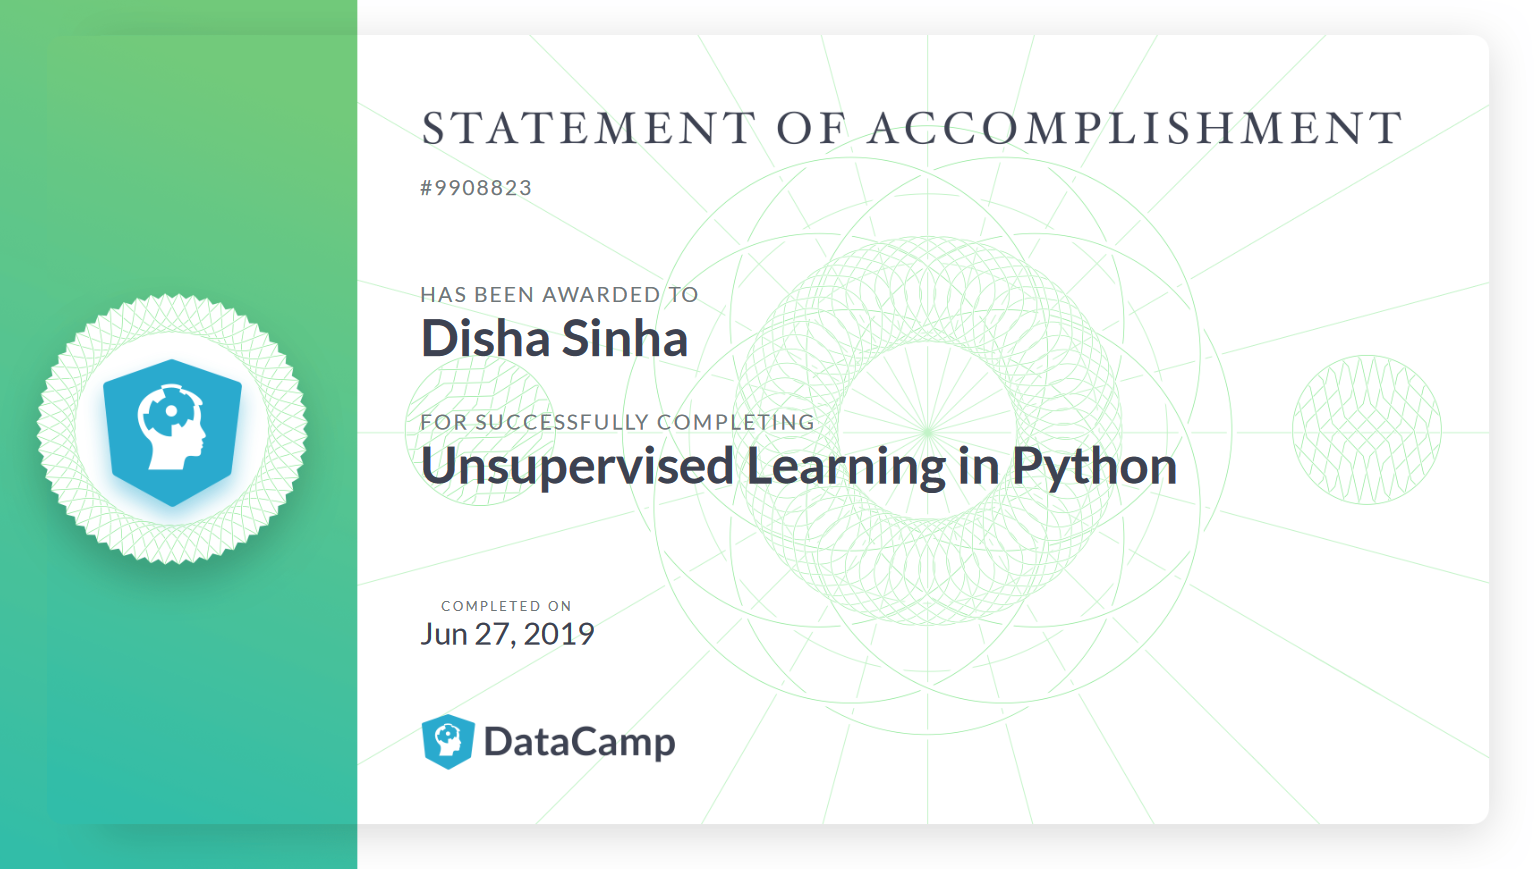 STATEMENT OF ACCOMPLISHMENT
#9908823
HAS BEEN AWARDED TO
Disha Sinha
FOR SUCCESSFULLY COMPLETING
Unsupervised Learning in Python
COMPLETED ON
Jun 27, 2019
DataCamp